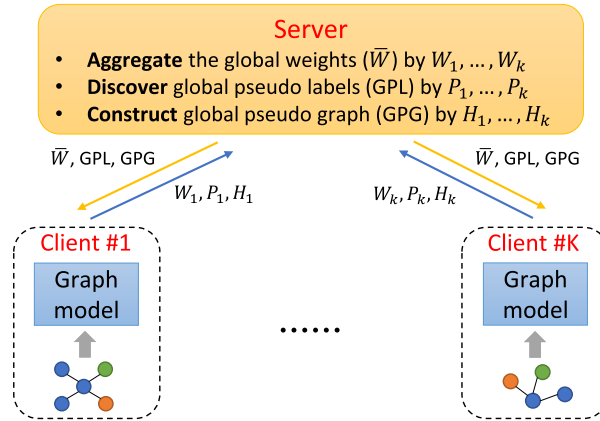 Server
• Aggregate the global weights (W̅) by W₁, … , Wₖ
• Discover global pseudo labels (GPL) by P₁, … , Pₖ
• Construct global pseudo graph (GPG) by H₁, … , Hₖ
W̅, GPL, GPG
W̅, GPL, GPG
W₁, P₁, H₁
Wₖ, Pₖ, Hₖ
Client #1
Client #K
Graph
model
Graph
model
……